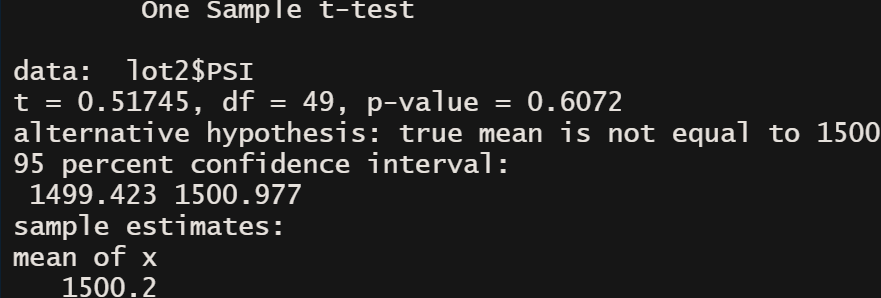 One Sample t-test
data: lot2$PSI
t = 0.51745, df = 49, p-value = 0.6072
alternative hypothesis: true mean is not equal to 1500
95 percent confidence interval:
1499.423 1500.977
sample estimates:
mean of x
1500.2